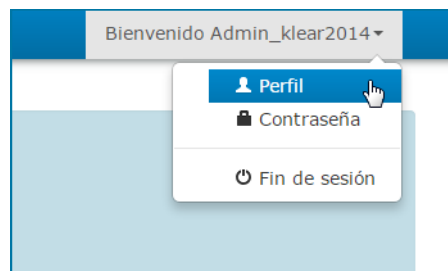 Bienvenido Admin_klear2014
Perfil
Contraseña
Fin de sesión